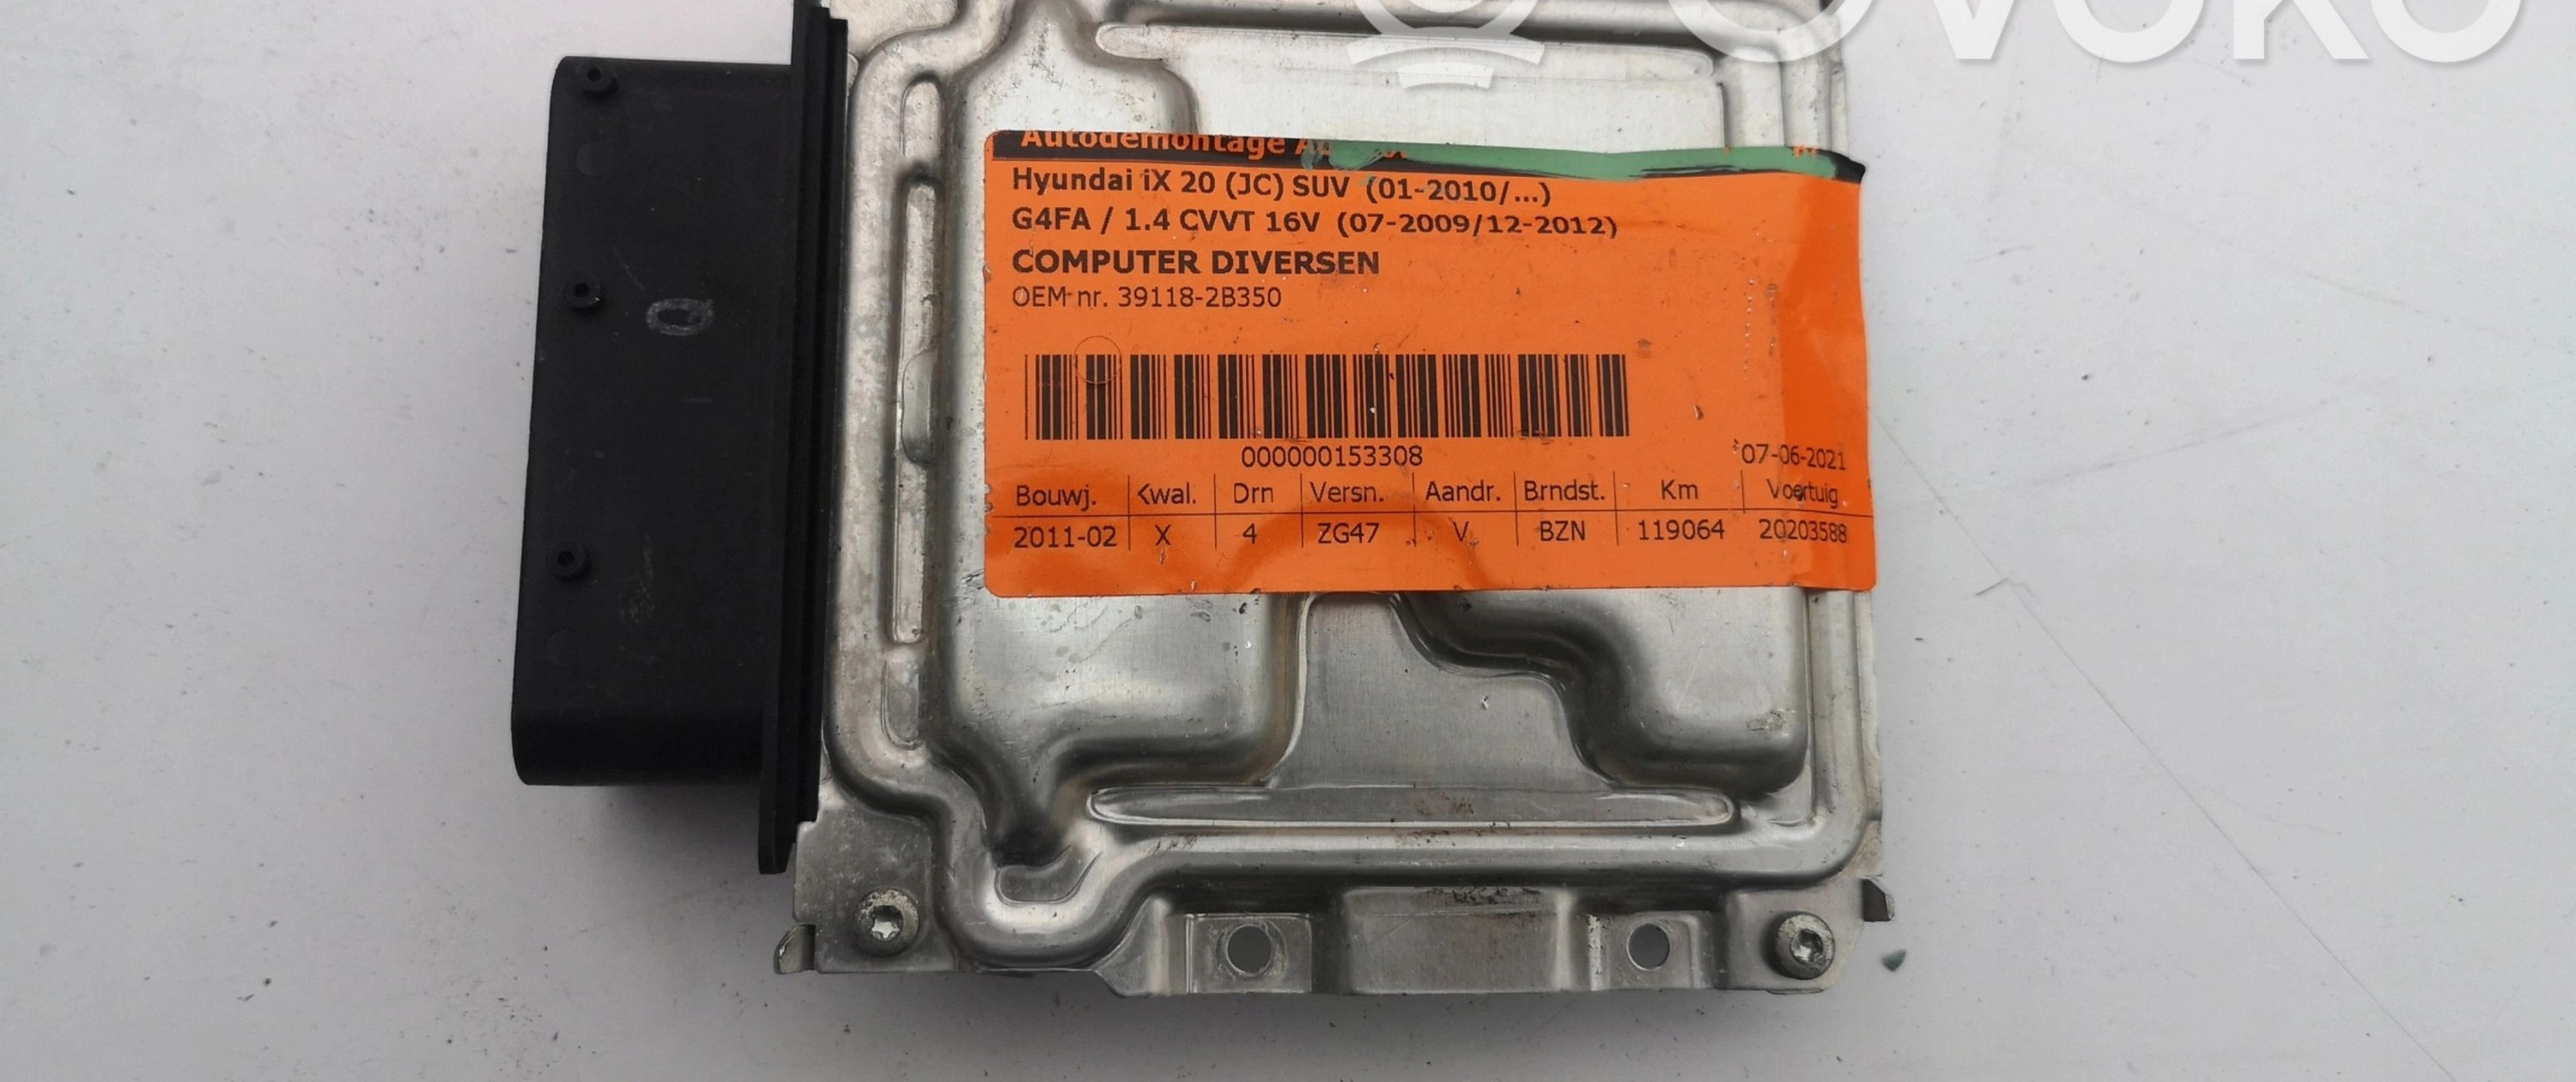 OVOKO
Autodemontage
Hyundai iX 20 (JC) SUV (01-2010/...)
G4FA / 1.4 CVVT 16V (07-2009/12-2012)
COMPUTER DIVERSEN
OEM nr. 39118-2B350
000000153308
07-06-2021
Bouwj. Kwal. Drn Versn. Aandr. Brndst. Km Voertuig
2011-02 X 4 ZG47 V BZN 119064 20203588